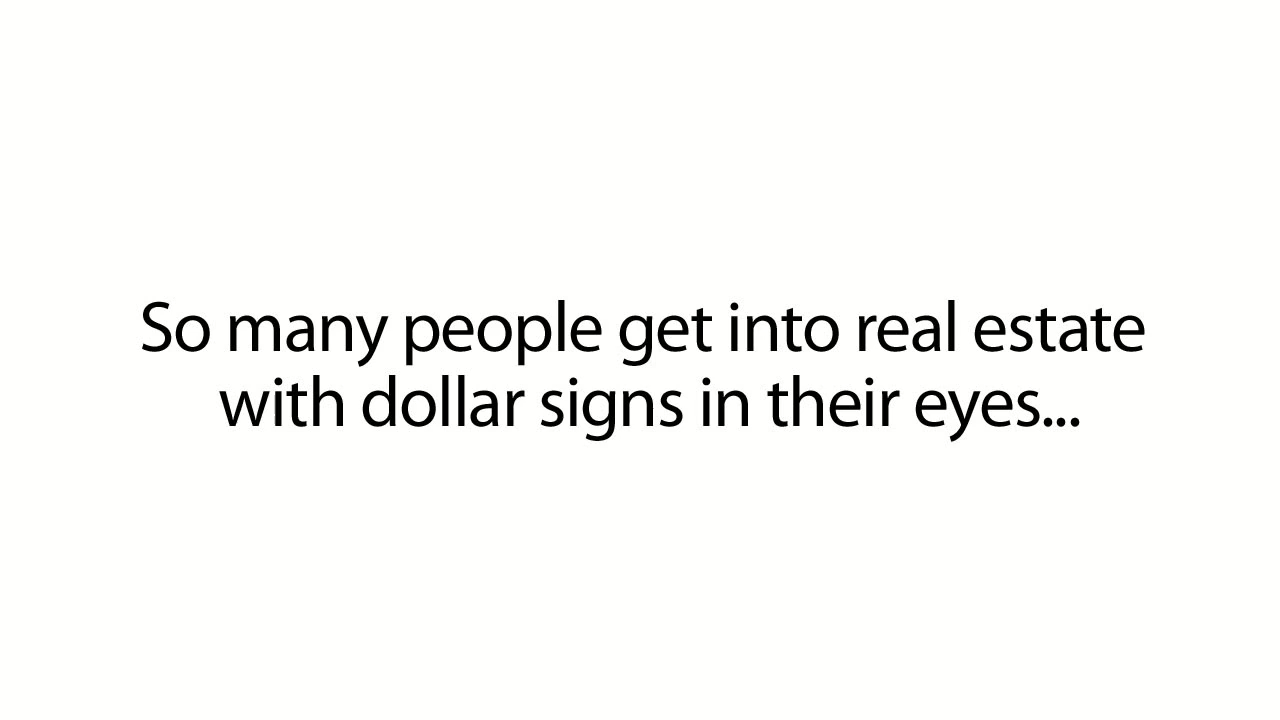 So many people get into real estate
with dollar signs in their eyes...